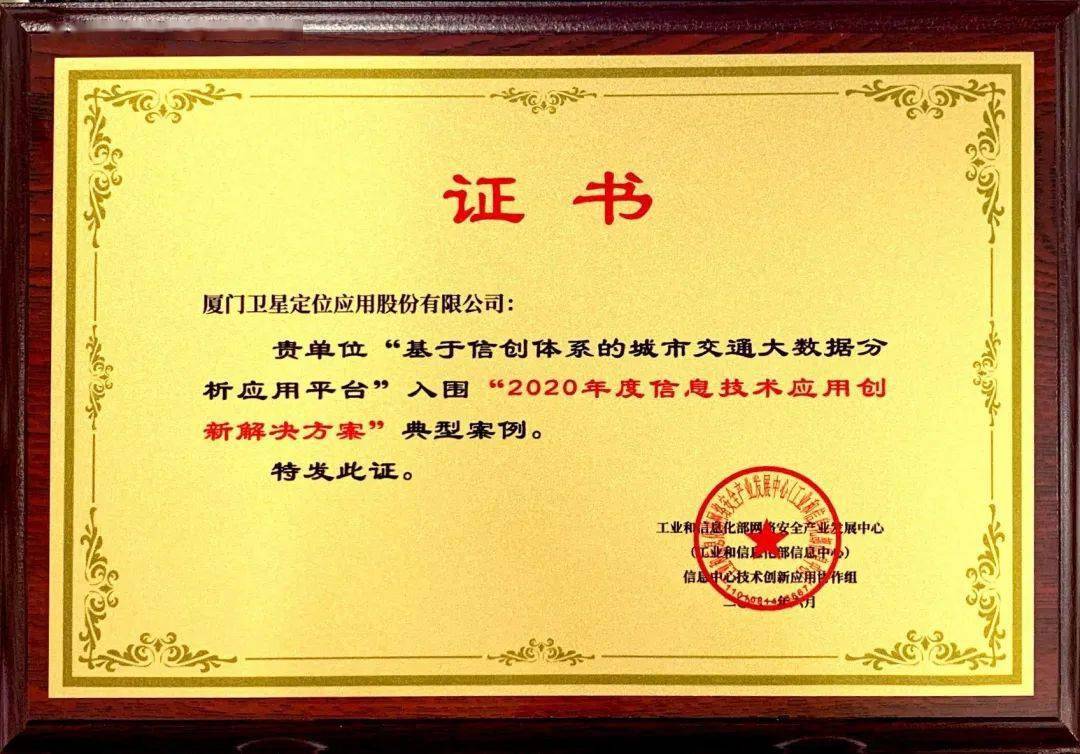 证书
厦门卫星定位应用股份有限公司：
贵单位“基于信创体系的城市交通大数据分
析应用平台”入围“2020年度信息技术应用创
新解决方案”典型案例。
特发此证。
工业和信息化部网络安全产业发展中心
（工业和信息化部信息中心）
信息中心技术创新应用协作组